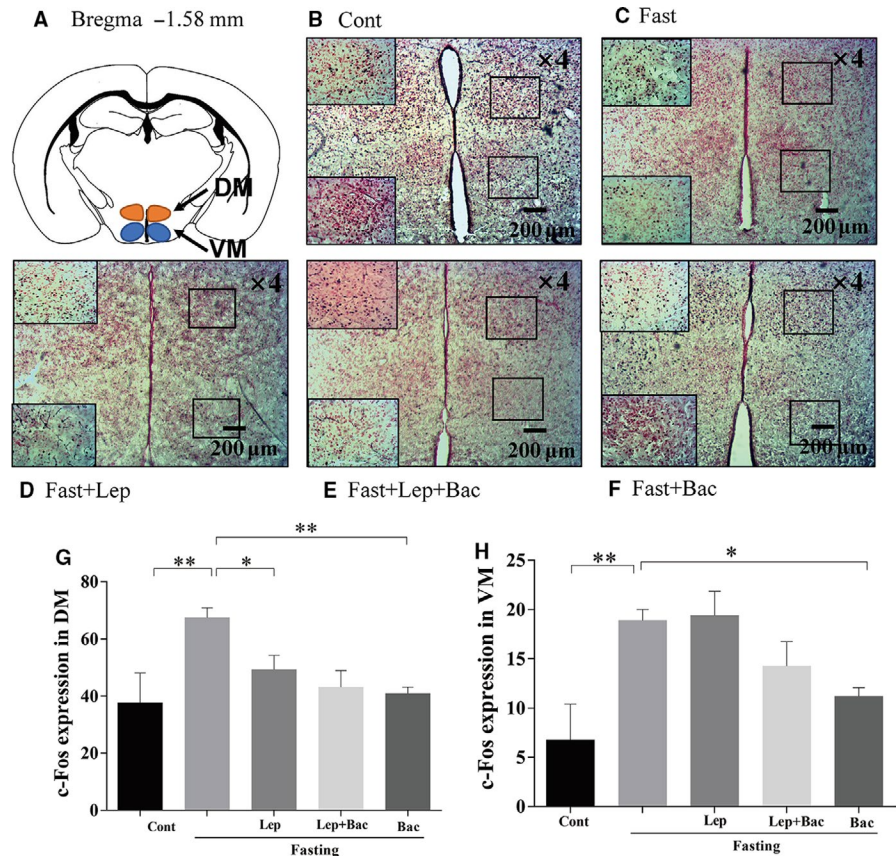 A Bregma –1.58 mm
DM
VM
B Cont
×4
200 µm
C Fast
×4
200 µm
×4
200 µm
D Fast+Lep
×4
200 µm
E Fast+Lep+Bac
×4
200 µm
F Fast+Bac
G
c-Fos expression in DM
80
60
40
20
0
**
*
**
Cont
Lep
Lep+Bac
Bac
Fasting
H
c-Fos expression in VM
25
20
15
10
5
0
**
*
Cont
Lep
Lep+Bac
Bac
Fasting